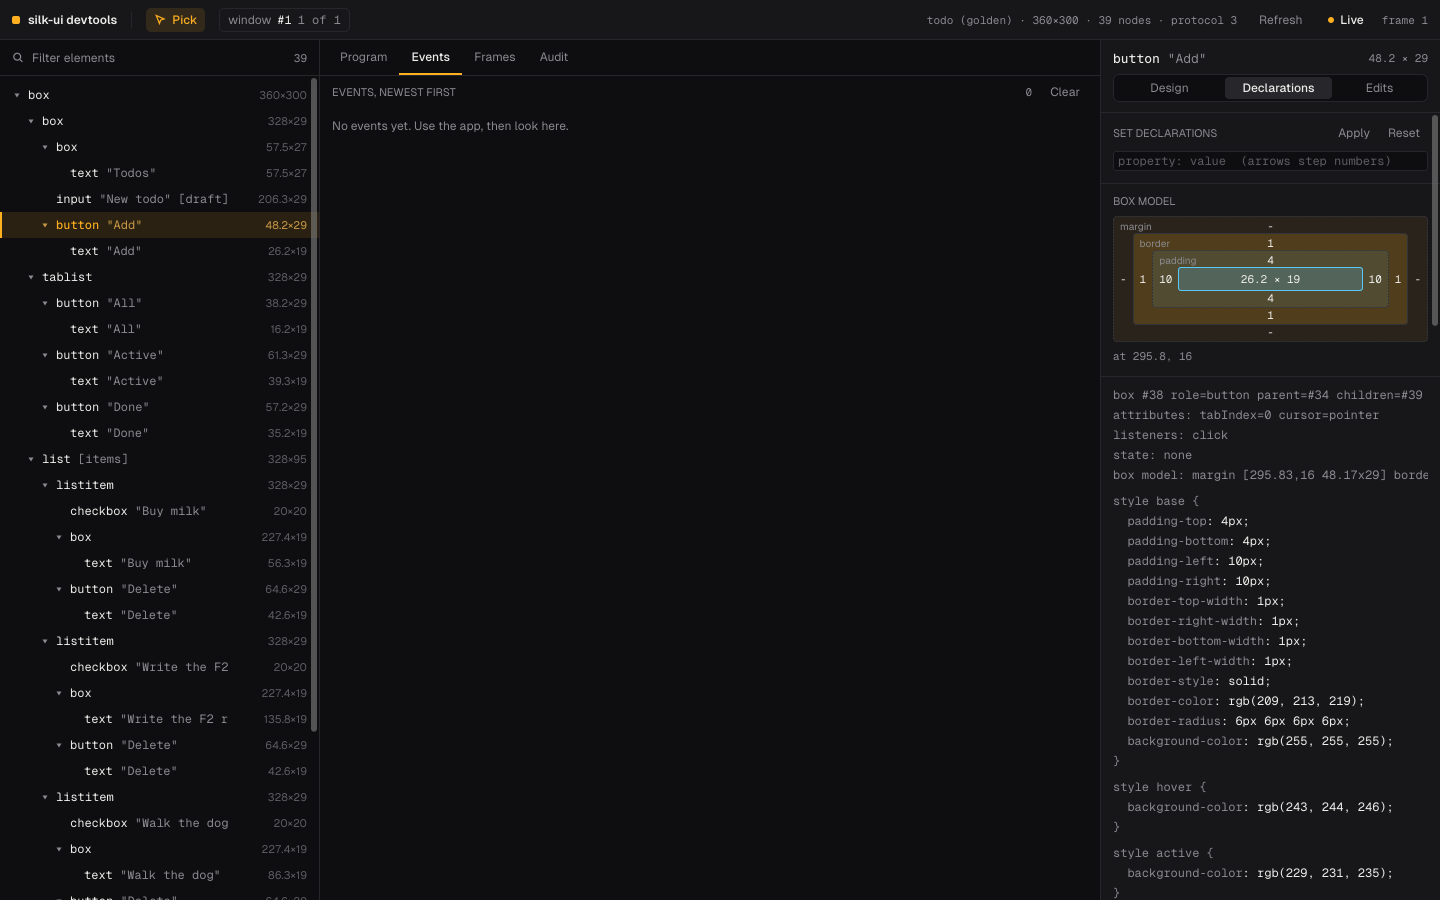 silk-ui devtools
Pick
window #1 1 of 1
todo (golden) · 360×300 · 39 nodes · protocol 3
Refresh
Live
frame 1
Filter elements 39
box 360×300
box 328×29
box 57.5×27
text "Todos" 57.5×27
input "New todo" [draft] 206.3×29
button "Add" 48.2×29
text "Add" 26.2×19
tablist 328×29
button "All" 38.2×29
text "All" 16.2×19
button "Active" 61.3×29
text "Active" 39.3×19
button "Done" 57.2×29
text "Done" 35.2×19
list [items] 328×95
listitem 328×29
checkbox "Buy milk" 20×20
box 227.4×19
text "Buy milk" 56.3×19
button "Delete" 64.6×29
text "Delete" 42.6×19
listitem 328×29
checkbox "Write the F2 20×20
box 227.4×19
text "Write the F2 r 135.8×19
button "Delete" 64.6×29
text "Delete" 42.6×19
listitem 328×29
checkbox "Walk the dog 20×20
box 227.4×19
text "Walk the dog" 86.3×19
button "Delete" 64.6×29
Program Events Frames Audit
EVENTS, NEWEST FIRST 0 Clear
No events yet. Use the app, then look here.
button "Add" 48.2 × 29
Design Declarations Edits
SET DECLARATIONS Apply Reset
property: value (arrows step numbers)
BOX MODEL
margin -
border 1
padding 4
- 1 10 26.2 × 19 10 1 -
4
1
-
at 295.8, 16
box #38 role=button parent=#34 children=#39
attributes: tabIndex=0 cursor=pointer
listeners: click
state: none
box model: margin [295.83,16 48.17x29] borde
style base {
padding-top: 4px;
padding-bottom: 4px;
padding-left: 10px;
padding-right: 10px;
border-top-width: 1px;
border-right-width: 1px;
border-bottom-width: 1px;
border-left-width: 1px;
border-style: solid;
border-color: rgb(209, 213, 219);
border-radius: 6px 6px 6px 6px;
background-color: rgb(255, 255, 255);
}
style hover {
background-color: rgb(243, 244, 246);
}
style active {
background-color: rgb(229, 231, 235);
}